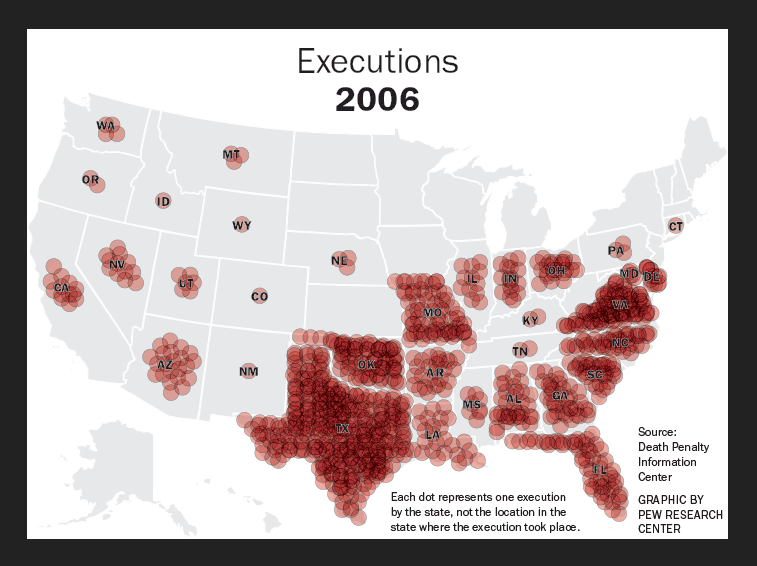 Executions
2006
WA
MT
OR
ID
WY
CT
NE
PA
NV
UT
CA
CO
IL
IN
OH
MD
DE
MO
VA
KY
NC
TN
AZ
NM
OK
AR
SC
MS
AL
GA
TX
LA
FL
Source:
Death Penalty
Information
Center
Each dot represents one execution
by the state, not the location in the
state where the execution took place.
GRAPHIC BY
PEW RESEARCH
CENTER